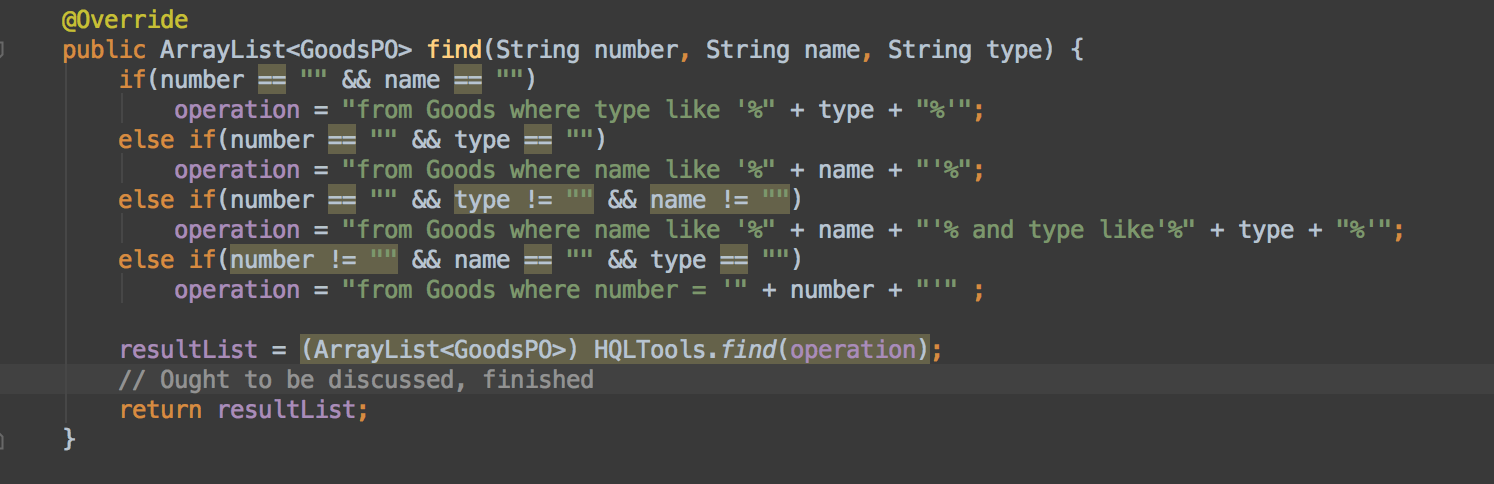 @Override
public ArrayList<GoodsPO> find(String number, String name, String type) {
if(number == "" && name == "")
operation = "from Goods where type like '%" + type + "%'";
else if(number == "" && type == "")
operation = "from Goods where name like '%" + name + "'%";
else if(number == "" && type != "" && name != "")
operation = "from Goods where name like '%" + name + "'% and type like'%" + type + "%'";
else if(number != "" && name == "" && type == "")
operation = "from Goods where number = '" + number + "'" ;
resultList = (ArrayList<GoodsPO>) HQLTools.find(operation);
// Ought to be discussed, finished
return resultList;
}